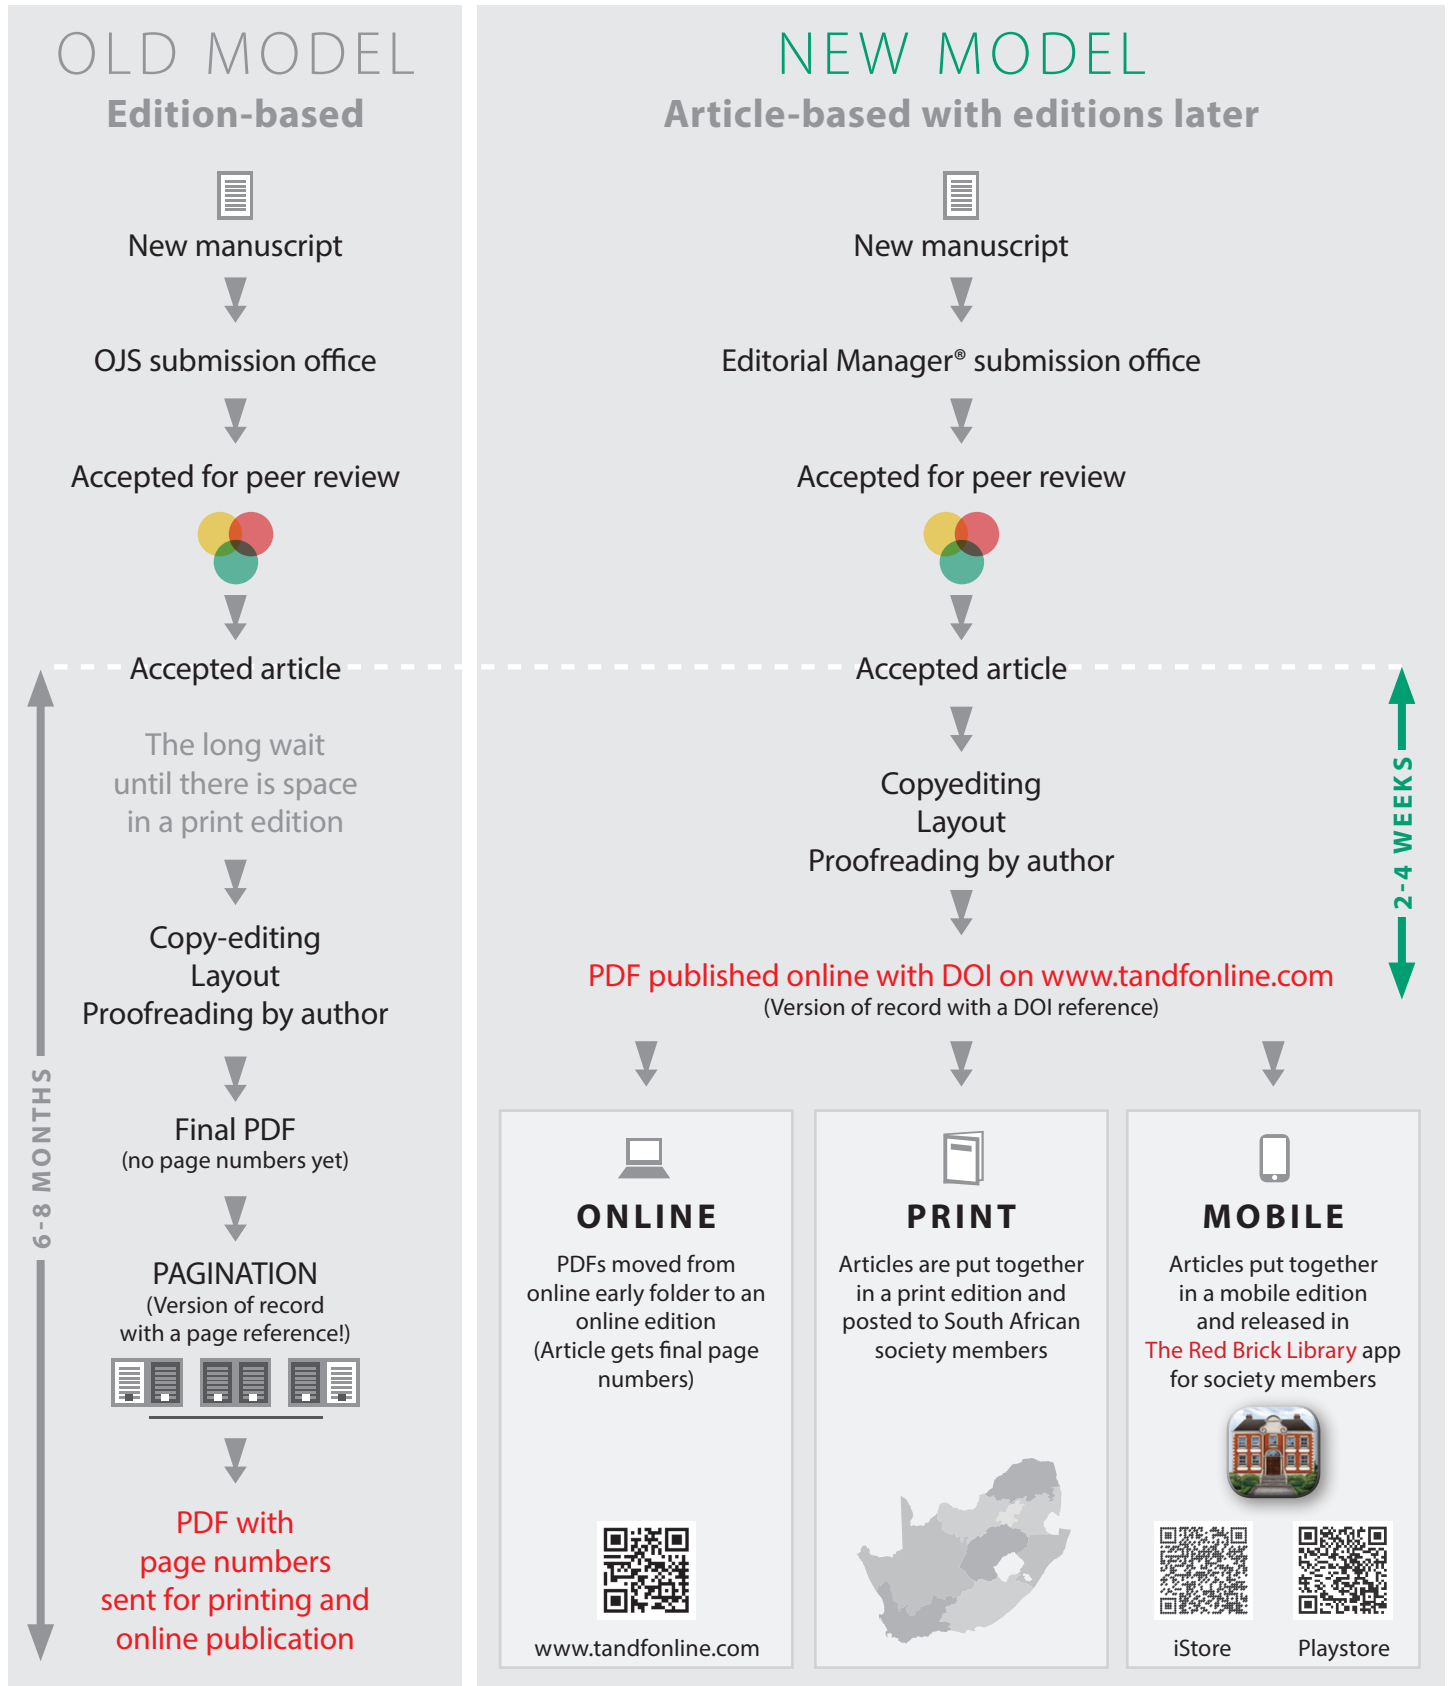 OLD MODEL
Edition-based
New manuscript
OJS submission office
Accepted for peer review
Accepted article
The long wait
until there is space
in a print edition
Copy-editing
Layout
Proofreading by author
Final PDF
(no page numbers yet)
PAGINATION
(Version of record
with a page reference!)
PDF with
page numbers
sent for printing and
online publication
6-8 MONTHS
NEW MODEL
Article-based with editions later
New manuscript
Editorial Manager® submission office
Accepted for peer review
Accepted article
Copyediting
Layout
Proofreading by author
PDF published online with DOI on www.tandfonline.com
(Version of record with a DOI reference)
2-4 WEEKS
ONLINE
PDFs moved from
online early folder to an
online edition
(Article gets final page
numbers)
www.tandfonline.com
PRINT
Articles are put together
in a print edition and
posted to South African
society members
MOBILE
Articles put together
in a mobile edition
and released in
The Red Brick Library app
for society members
iStore
Playstore